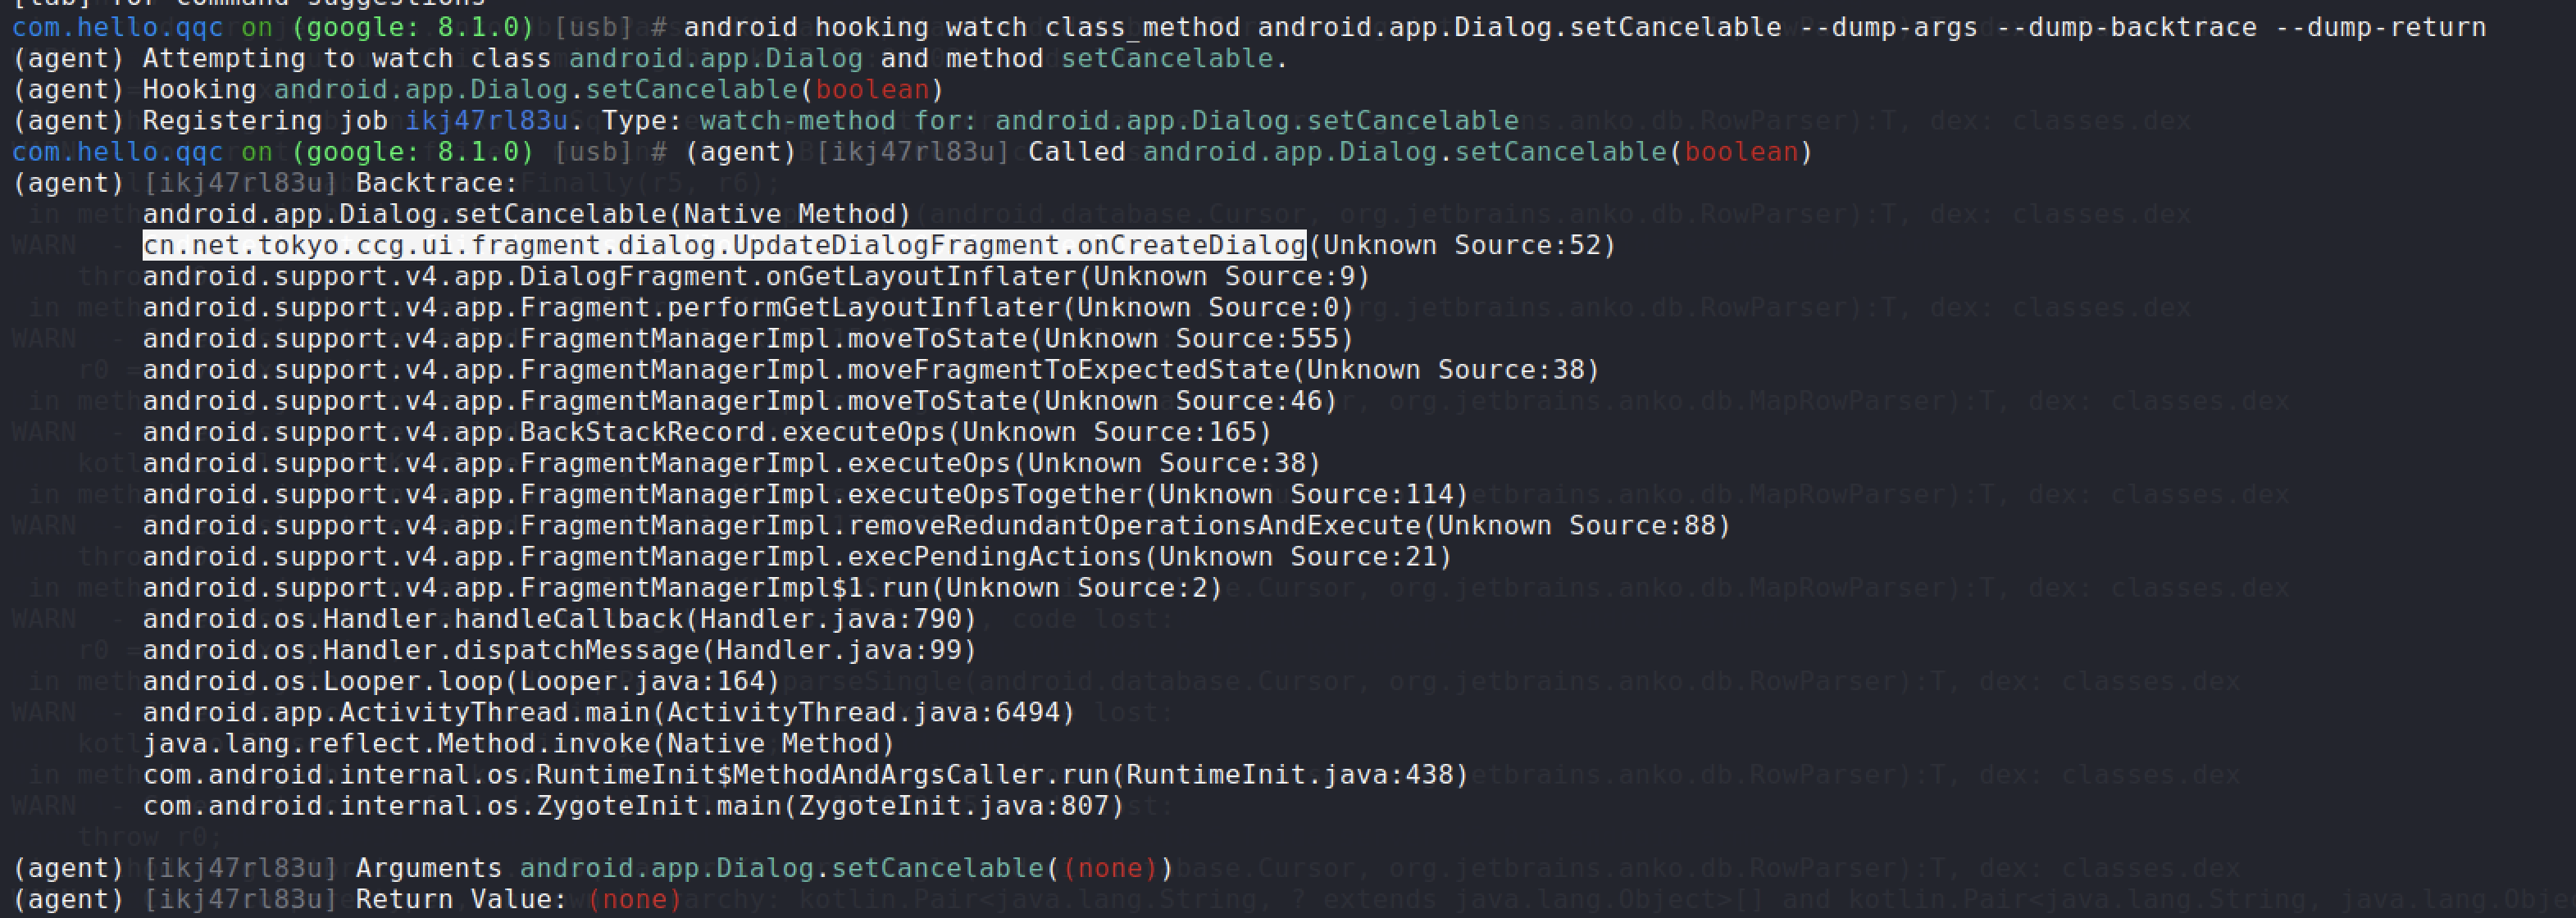 [tab] for command suggestions
com.hello.qqc on (google: 8.1.0) [usb] # android hooking watch class_method android.app.Dialog.setCancelable --dump-args --dump-backtrace --dump-return
(agent) Attempting to watch class android.app.Dialog and method setCancelable.
(agent) Hooking android.app.Dialog.setCancelable(boolean)
(agent) Registering job ikj47rl83u. Type: watch-method for: android.app.Dialog.setCancelable
com.hello.qqc on (google: 8.1.0) [usb] # (agent) [ikj47rl83u] Called android.app.Dialog.setCancelable(boolean)
(agent) [ikj47rl83u] Backtrace:
android.app.Dialog.setCancelable(Native Method)
cn.net.tokyo.ccg.ui.fragment.dialog.UpdateDialogFragment.onCreateDialog(Unknown Source:52)
android.support.v4.app.DialogFragment.onGetLayoutInflater(Unknown Source:9)
android.support.v4.app.Fragment.performGetLayoutInflater(Unknown Source:0)
android.support.v4.app.FragmentManagerImpl.moveToState(Unknown Source:555)
android.support.v4.app.FragmentManagerImpl.moveFragmentToExpectedState(Unknown Source:38)
android.support.v4.app.FragmentManagerImpl.moveToState(Unknown Source:46)
android.support.v4.app.BackStackRecord.executeOps(Unknown Source:165)
android.support.v4.app.FragmentManagerImpl.executeOps(Unknown Source:38)
android.support.v4.app.FragmentManagerImpl.executeOpsTogether(Unknown Source:114)
android.support.v4.app.FragmentManagerImpl.removeRedundantOperationsAndExecute(Unknown Source:88)
android.support.v4.app.FragmentManagerImpl.execPendingActions(Unknown Source:21)
android.support.v4.app.FragmentManagerImpl$1.run(Unknown Source:2)
android.os.Handler.handleCallback(Handler.java:790)
android.os.Handler.dispatchMessage(Handler.java:99)
android.os.Looper.loop(Looper.java:164)
android.app.ActivityThread.main(ActivityThread.java:6494)
java.lang.reflect.Method.invoke(Native Method)
com.android.internal.os.RuntimeInit$MethodAndArgsCaller.run(RuntimeInit.java:438)
com.android.internal.os.ZygoteInit.main(ZygoteInit.java:807)
(agent) [ikj47rl83u] Arguments android.app.Dialog.setCancelable((none))
(agent) [ikj47rl83u] Return Value: (none)